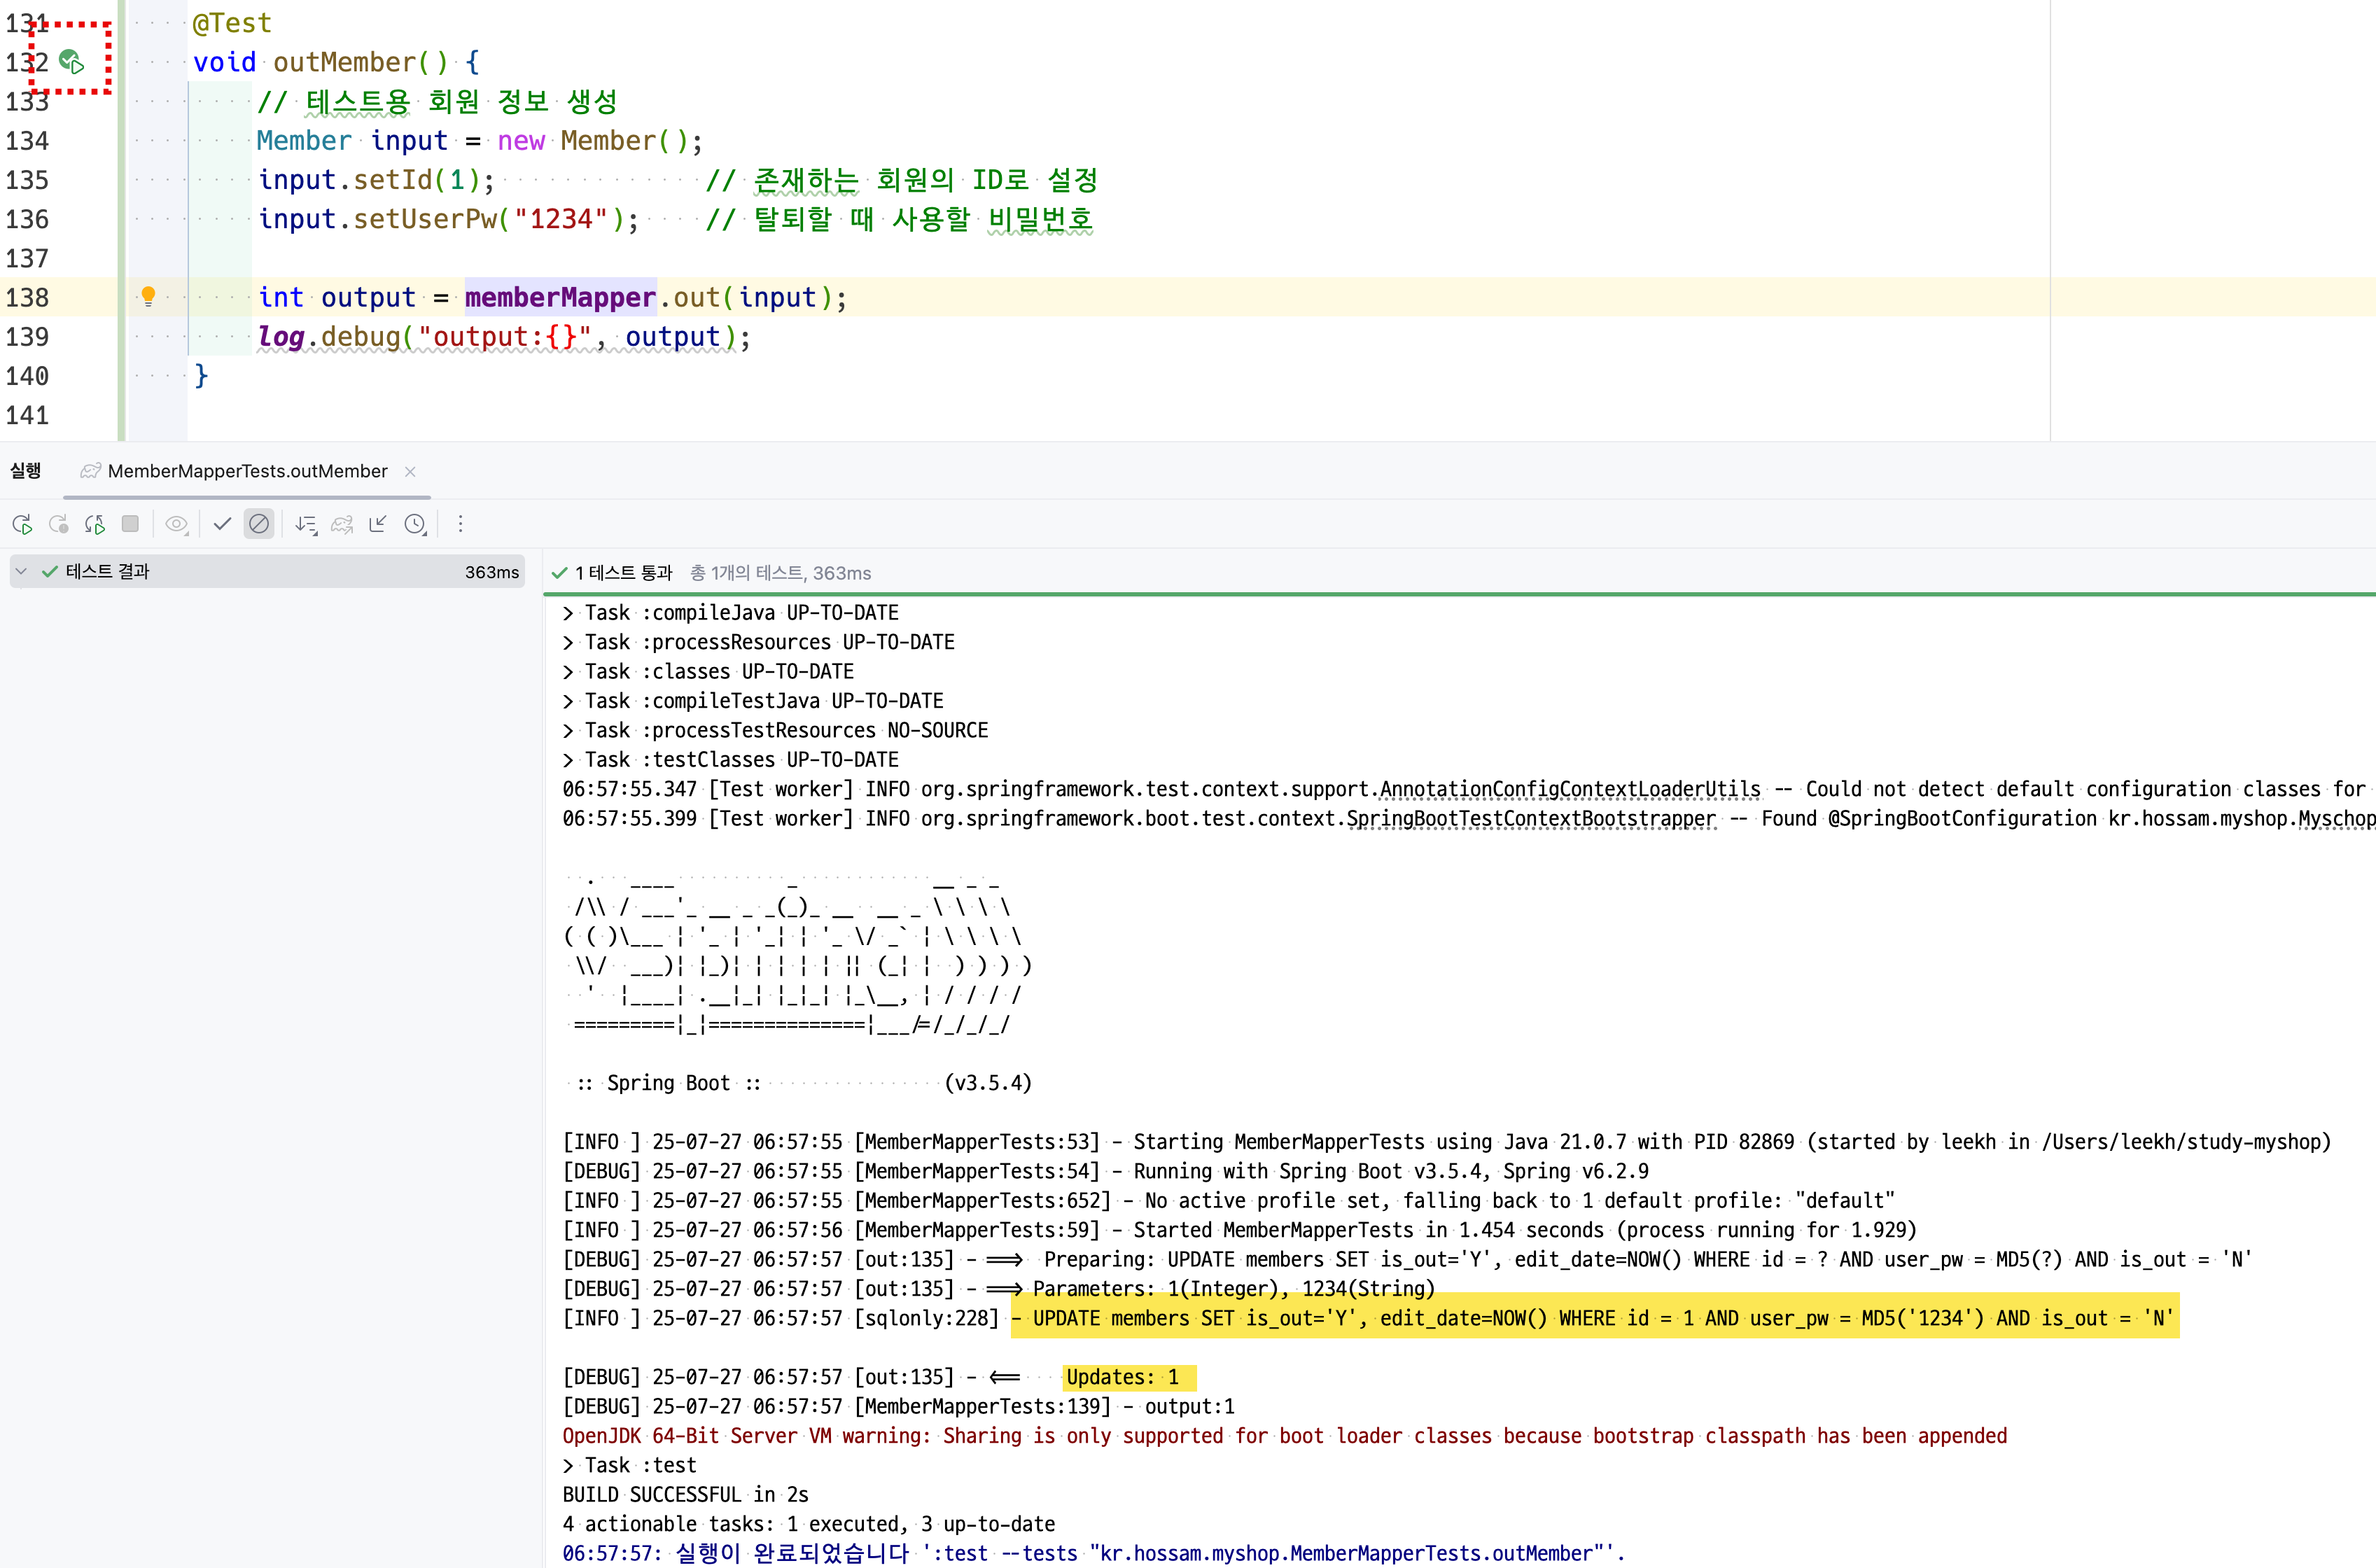 131 @Test
132 void outMember() {
133 // 테스트용 회원 정보 생성
134 Member input = new Member();
135 input.setId(1); // 존재하는 회원의 ID로 설정
136 input.setUserPw("1234"); // 탈퇴할 때 사용할 비밀번호
137
138 int output = memberMapper.out(input);
139 log.debug("output:{}", output);
140 }
141
실행 MemberMapperTests.outMember
테스트 결과 363ms
1 테스트 통과 총 1개의 테스트, 363ms
> Task :compileJava UP-TO-DATE
> Task :processResources UP-TO-DATE
> Task :classes UP-TO-DATE
> Task :compileTestJava UP-TO-DATE
> Task :processTestResources NO-SOURCE
> Task :testClasses UP-TO-DATE
06:57:55.347 [Test worker] INFO org.springframework.test.context.support.AnnotationConfigContextLoaderUtils -- Could not detect default configuration classes for
06:57:55.399 [Test worker] INFO org.springframework.boot.test.context.SpringBootTestContextBootstrapper -- Found @SpringBootConfiguration kr.hossam.myshop.Myschop
  .   ____          _            __ _ _
 /\\ / ___'_ __ _ _(_)_ __  __ _ \ \ \ \
( ( )\___ | '_ | '_| | '_ \/ _` | \ \ \ \
 \\/  ___)| |_)| | | | | || (_| |  ) ) ) )
  '  |____| .__|_| |_|_| |_\__, | / / / /
 =========|_|==============|___/=/_/_/_/
:: Spring Boot :: (v3.5.4)
[INFO ] 25-07-27 06:57:55 [MemberMapperTests:53] - Starting MemberMapperTests using Java 21.0.7 with PID 82869 (started by leekh in /Users/leekh/study-myshop)
[DEBUG] 25-07-27 06:57:55 [MemberMapperTests:54] - Running with Spring Boot v3.5.4, Spring v6.2.9
[INFO ] 25-07-27 06:57:55 [MemberMapperTests:652] - No active profile set, falling back to 1 default profile: "default"
[INFO ] 25-07-27 06:57:56 [MemberMapperTests:59] - Started MemberMapperTests in 1.454 seconds (process running for 1.929)
[DEBUG] 25-07-27 06:57:57 [out:135] - ==> Preparing: UPDATE members SET is_out='Y', edit_date=NOW() WHERE id = ? AND user_pw = MD5(?) AND is_out = 'N'
[DEBUG] 25-07-27 06:57:57 [out:135] - ==> Parameters: 1(Integer), 1234(String)
[INFO ] 25-07-27 06:57:57 [sqlonly:228] - UPDATE members SET is_out='Y', edit_date=NOW() WHERE id = 1 AND user_pw = MD5('1234') AND is_out = 'N'
[DEBUG] 25-07-27 06:57:57 [out:135] - <== Updates: 1
[DEBUG] 25-07-27 06:57:57 [MemberMapperTests:139] - output:1
OpenJDK 64-Bit Server VM warning: Sharing is only supported for boot loader classes because bootstrap classpath has been appended
> Task :test
BUILD SUCCESSFUL in 2s
4 actionable tasks: 1 executed, 3 up-to-date
06:57:57: 실행이 완료되었습니다 ':test --tests "kr.hossam.myshop.MemberMapperTests.outMember"'.